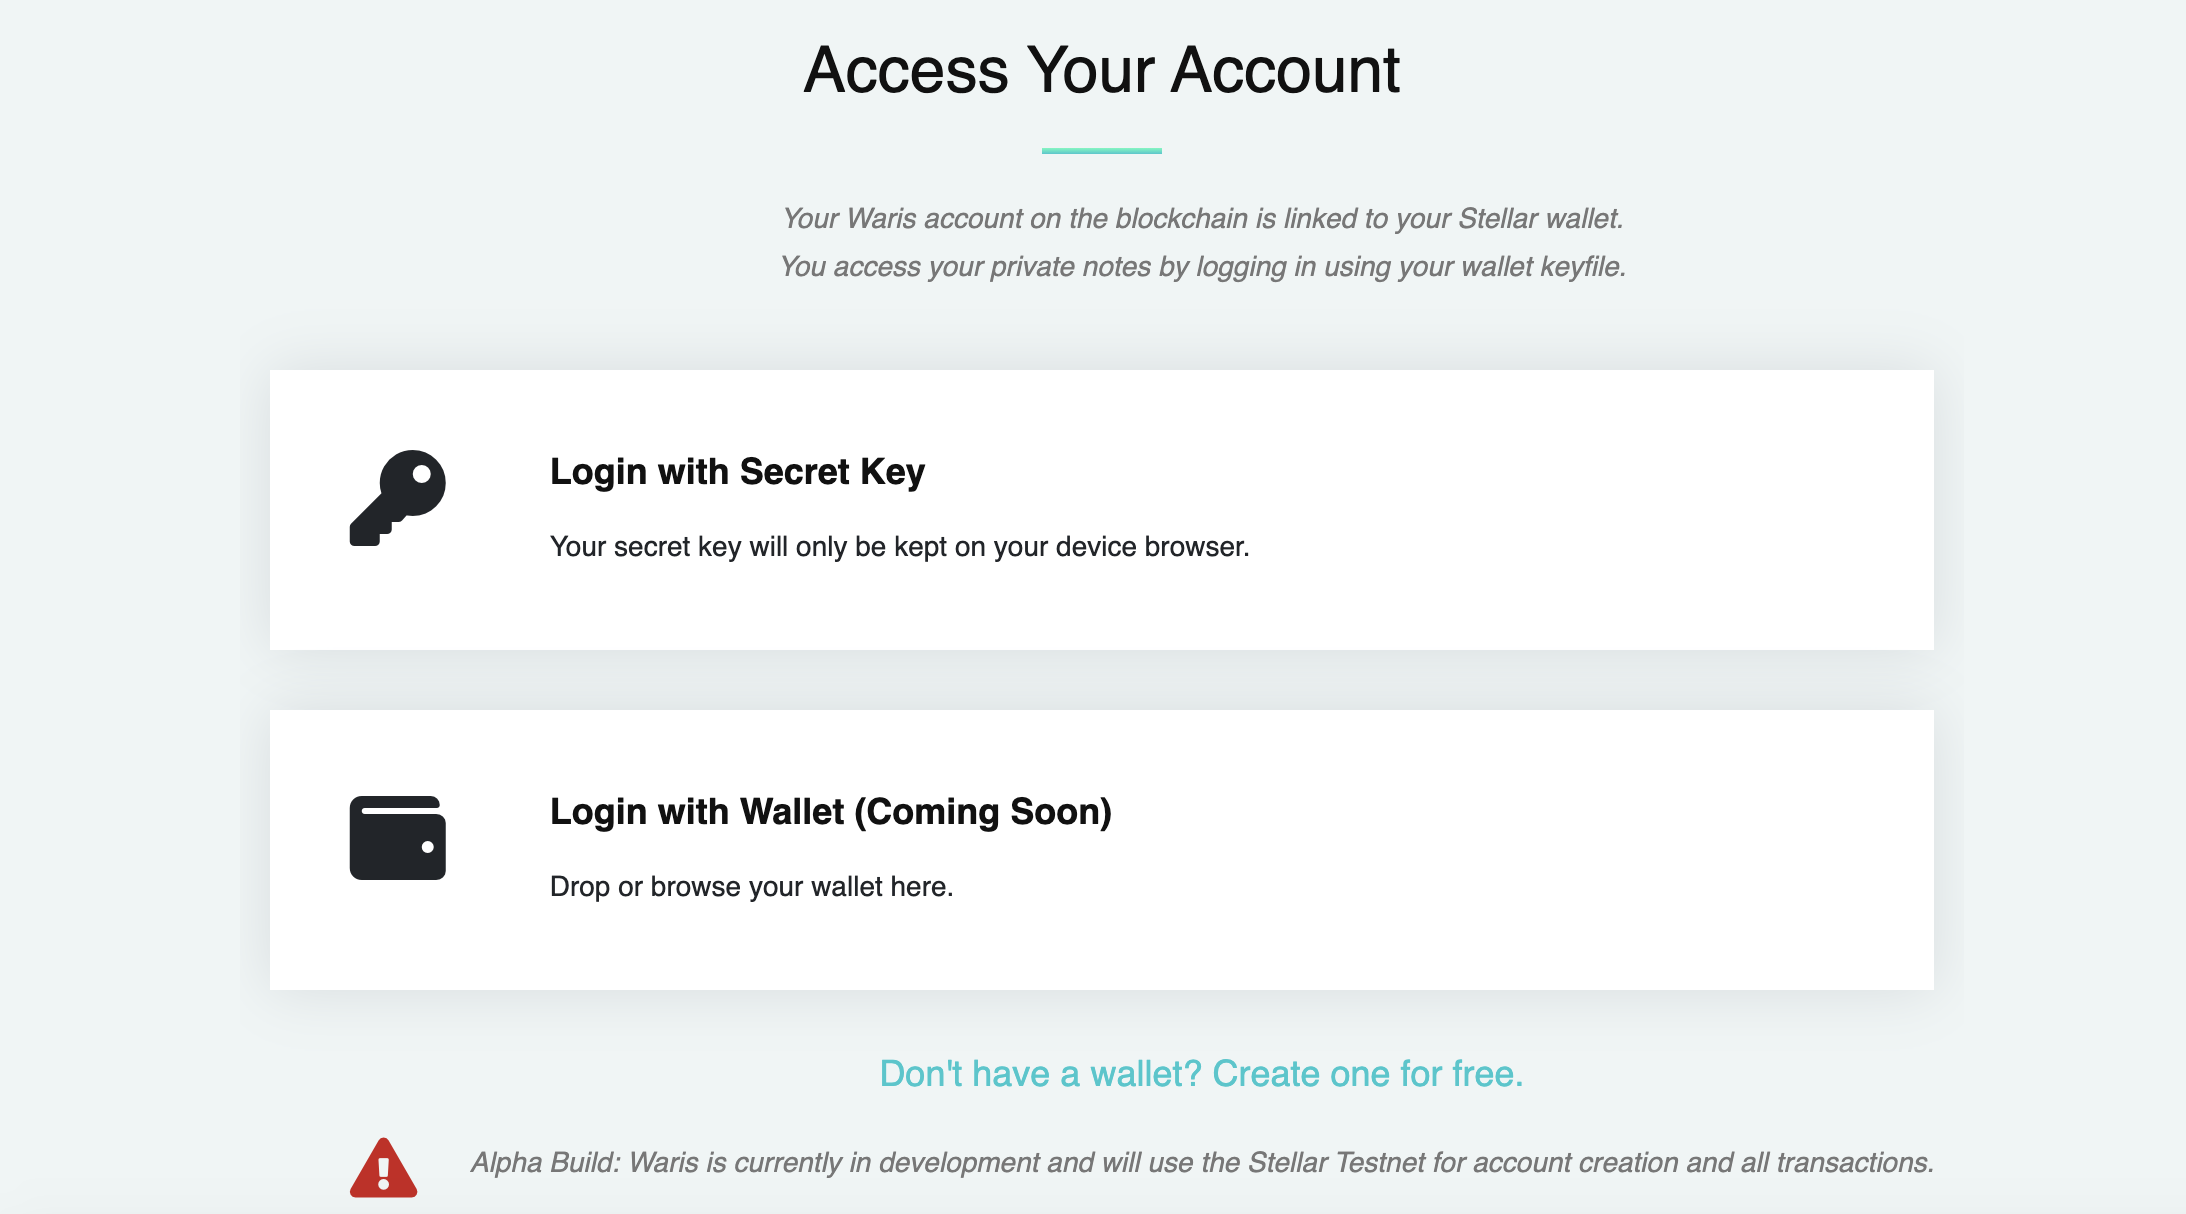 Access Your Account
Your Waris account on the blockchain is linked to your Stellar wallet.
You access your private notes by logging in using your wallet keyfile.
Login with Secret Key
Your secret key will only be kept on your device browser.
Login with Wallet (Coming Soon)
Drop or browse your wallet here.
Don't have a wallet? Create one for free.
Alpha Build: Waris is currently in development and will use the Stellar Testnet for account creation and all transactions.